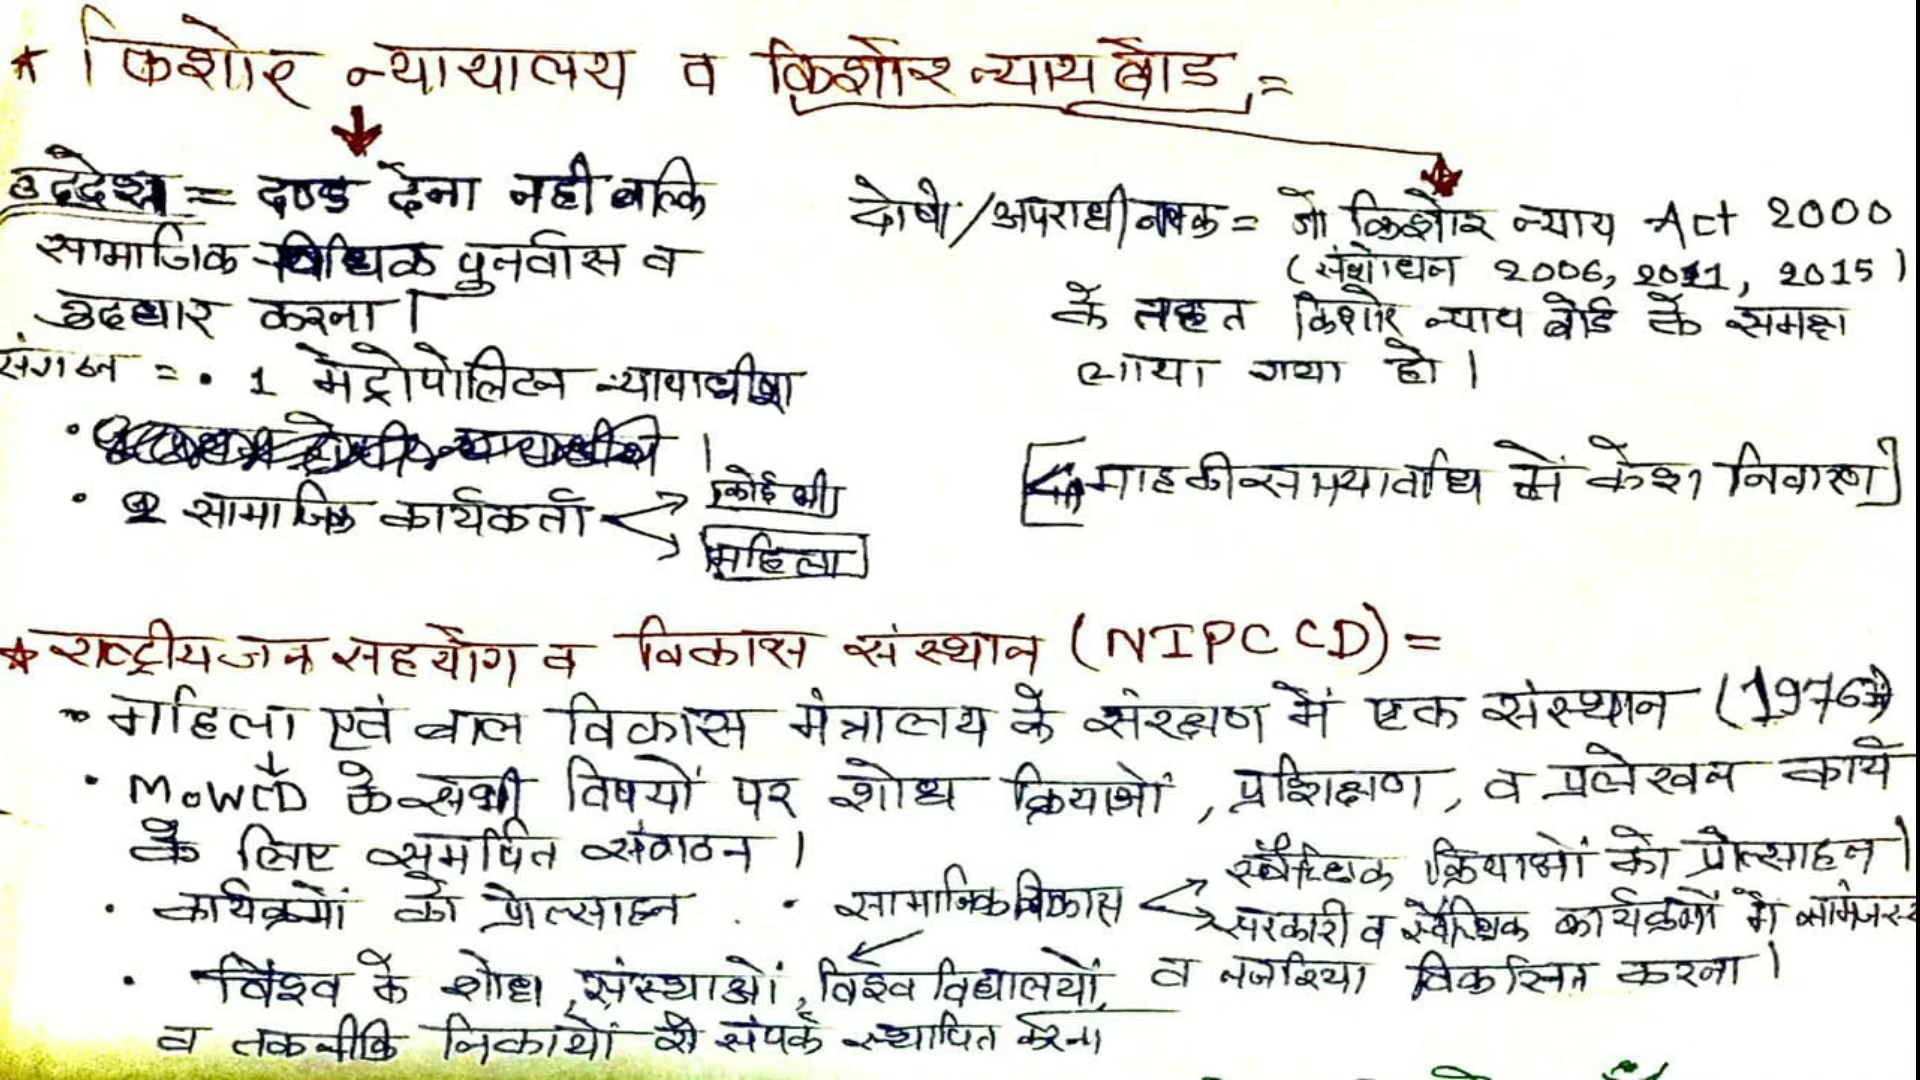 * किशोर न्यायालय व किशोर न्याय बोर्ड =
उददेश्य = दण्ड देना नही बल्कि
सामाजिक विधिक पुनर्वास व
उदधार करना।
संगठन = • 1 मेट्रोपोलिटन न्यायाधीश
• 2 सामाजिक कार्यकर्ता
कोई भी
महिला
दोषी/अपराधी बालक = जो किशोर न्याय Act 2000
(संशोधन 2006, 2011, 2015)
के तहत किशोर न्याय बोर्ड के समक्ष
लाया गया हो।
[4 माह की समयावधि में केश निवारण]
* राष्ट्रीय जन सहयोग व विकास संस्थान (NIPCCD) =
• महिला एवं बाल विकास मंत्रालय के संरक्षण में एक संस्थान (1976 में)
• MoWCD के सभी विषयों पर शोध क्रियाओं, प्रशिक्षण, व प्रलेखन कार्य
के लिए समर्पित संगठन।
• कार्यक्रमों को प्रोत्साहन • सामाजिक विकास
स्वैच्छिक क्रियाओं को प्रोत्साहन।
सरकारी व स्वैच्छिक कार्यक्रमों में सामंजस्
व नजरिया विकसित करना।
• विश्व के शोध, संस्थाओं, विश्व विद्यालयों,
व तकनीकि निकायों से संपर्क स्थापित करना